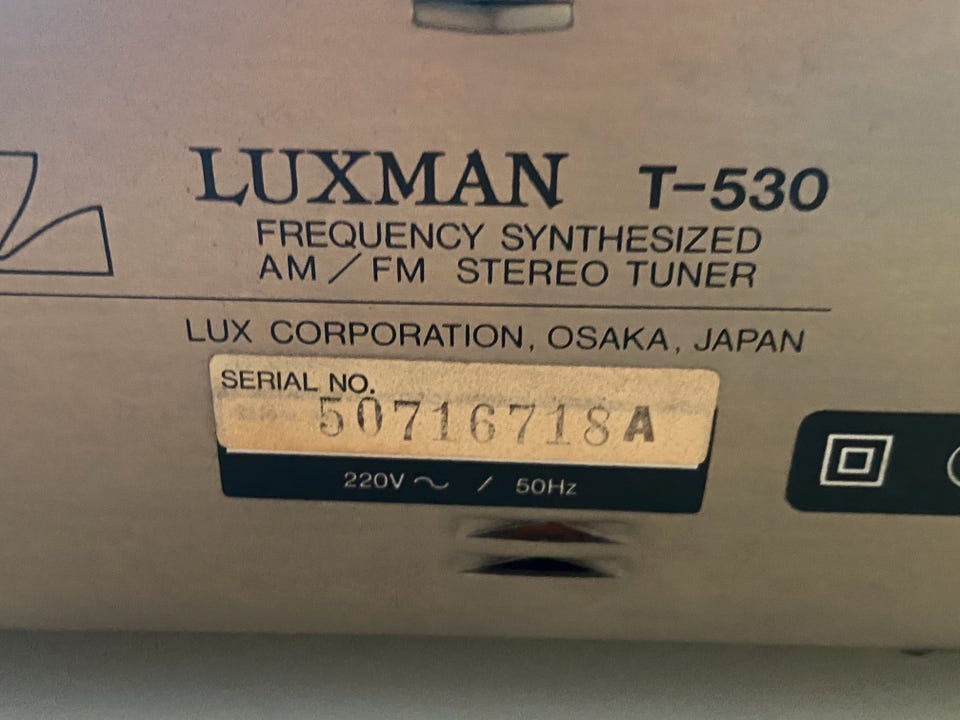 LUXMAN T-530
FREQUENCY SYNTHESIZED
AM / FM STEREO TUNER
LUX CORPORATION, OSAKA, JAPAN
SERIAL NO.
50716718A
220V ~ / 50Hz